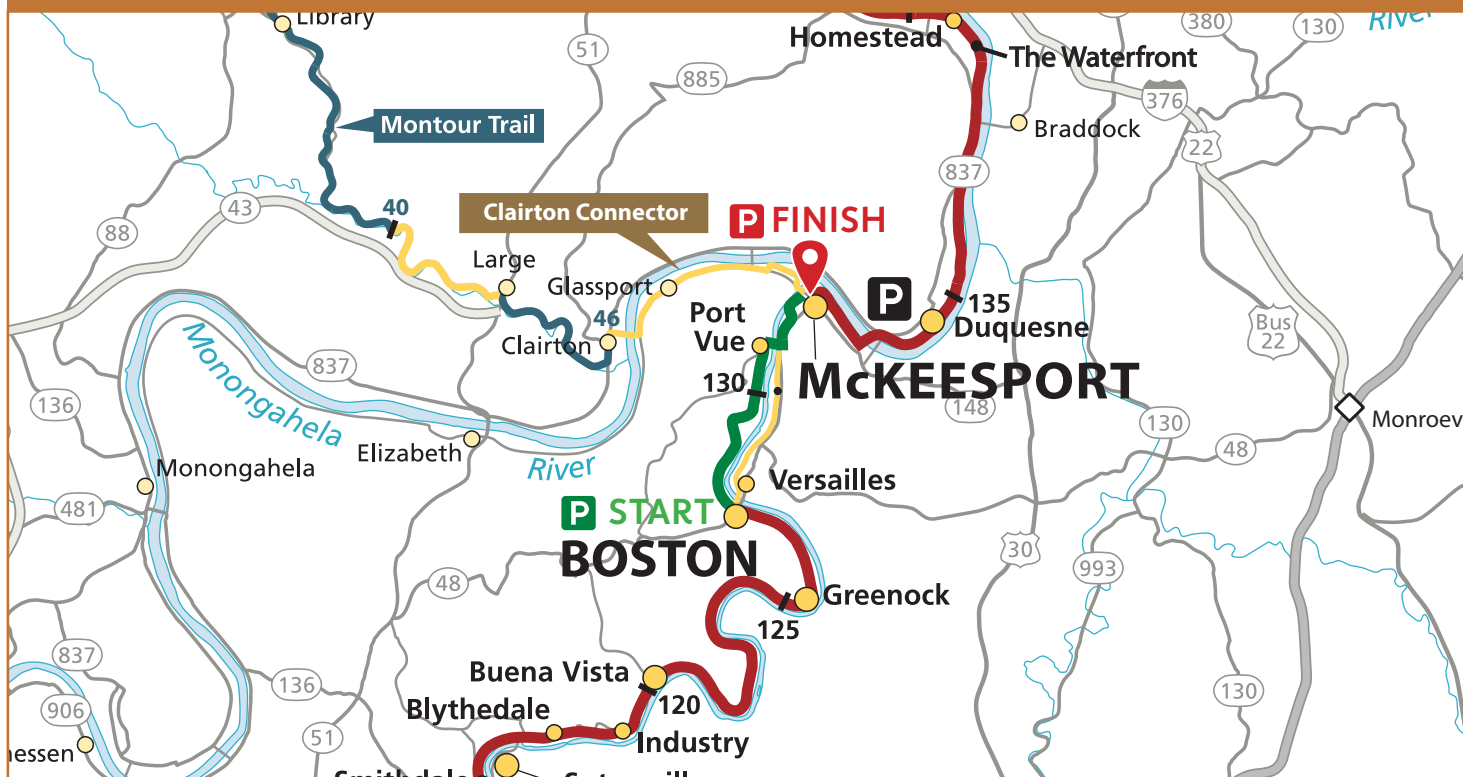 Library
51
380
130
River
Homestead
The Waterfront
885
376
Montour Trail
Braddock
22
837
43
40
Clairton Connector
P FINISH
88
Large
Glassport
P
135
Duquesne
46
Port
Vue
Clairton
Bus
22
Monongahela
837
130
McKEESPORT
136
148
Monroev
130
48
Elizabeth
Monongahela
River
Versailles
481
P START
BOSTON
30
993
48
Greenock
125
837
Buena Vista
136
130
120
906
Blythedale
Industry
51
nessen
Smithdale